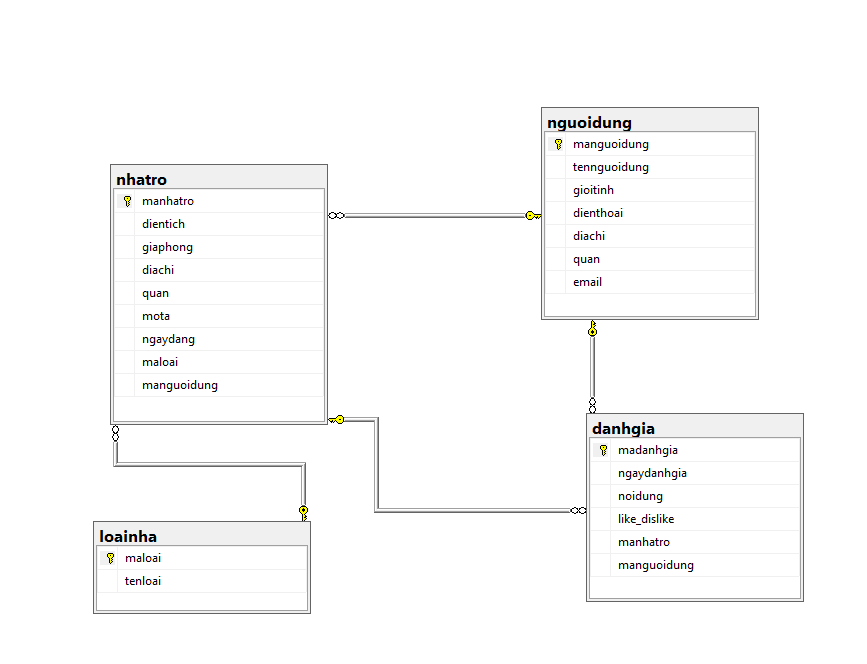 nguoidung
manguoidung
tennguoidung
gioitinh
dienthoai
diachi
quan
email
nhatro
manhatro
dientich
giaphong
diachi
quan
mota
ngaydang
maloai
manguoidung
danhgia
madanhgia
ngaydanhgia
noidung
like_dislike
manhatro
manguoidung
loainha
maloai
tenloai